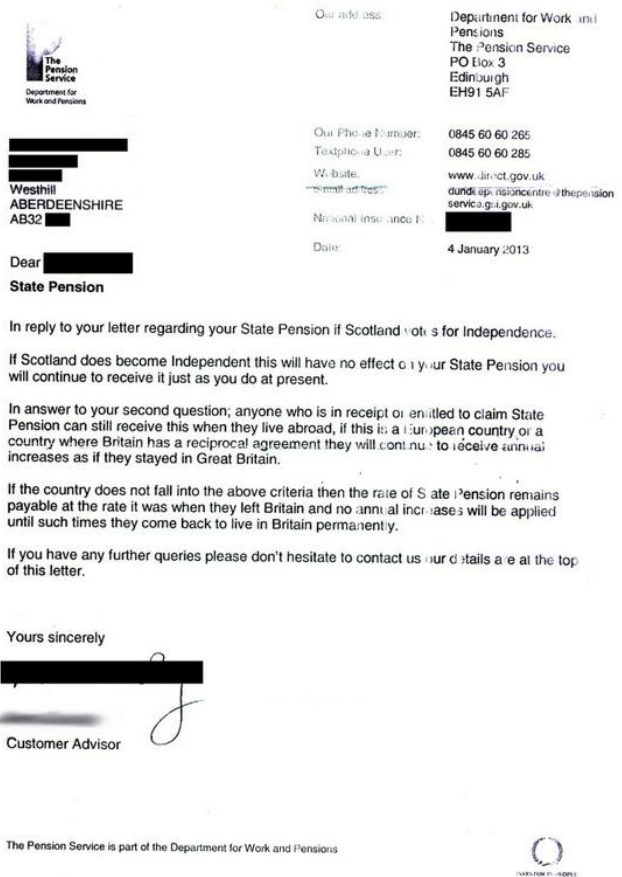 The
Pension
Service
Department for
Work and Pensions
Our address:
Department for Work and
Pensions
The Pension Service
PO Box 3
Edinburgh
EH91 5AF
Our Phone Number:
0845 60 60 265
Textphone User:
0845 60 60 285
Website:
www.direct.gov.uk
e-mail address:
dundee.pensioncentre@thepension
service.gsi.gov.uk
National Insurance
Date:
4 January 2013
Westhill
ABERDEENSHIRE
AB32
Dear
State Pension
In reply to your letter regarding your State Pension if Scotland votes for Independence.
If Scotland does become Independent this will have no effect on your State Pension you
will continue to receive it just as you do at present.
In answer to your second question; anyone who is in receipt or entitled to claim State
Pension can still receive this when they live abroad, if this is a European country or a
country where Britain has a reciprocal agreement they will continue to receive annual
increases as if they stayed in Great Britain.
If the country does not fall into the above criteria then the rate of State Pension remains
payable at the rate it was when they left Britain and no annual increases will be applied
until such times they come back to live in Britain permanently.
If you have any further queries please don't hesitate to contact us our details are at the top
of this letter.
Yours sincerely
Customer Advisor
The Pension Service is part of the Department for Work and Pensions
INVESTOR IN PEOPLE